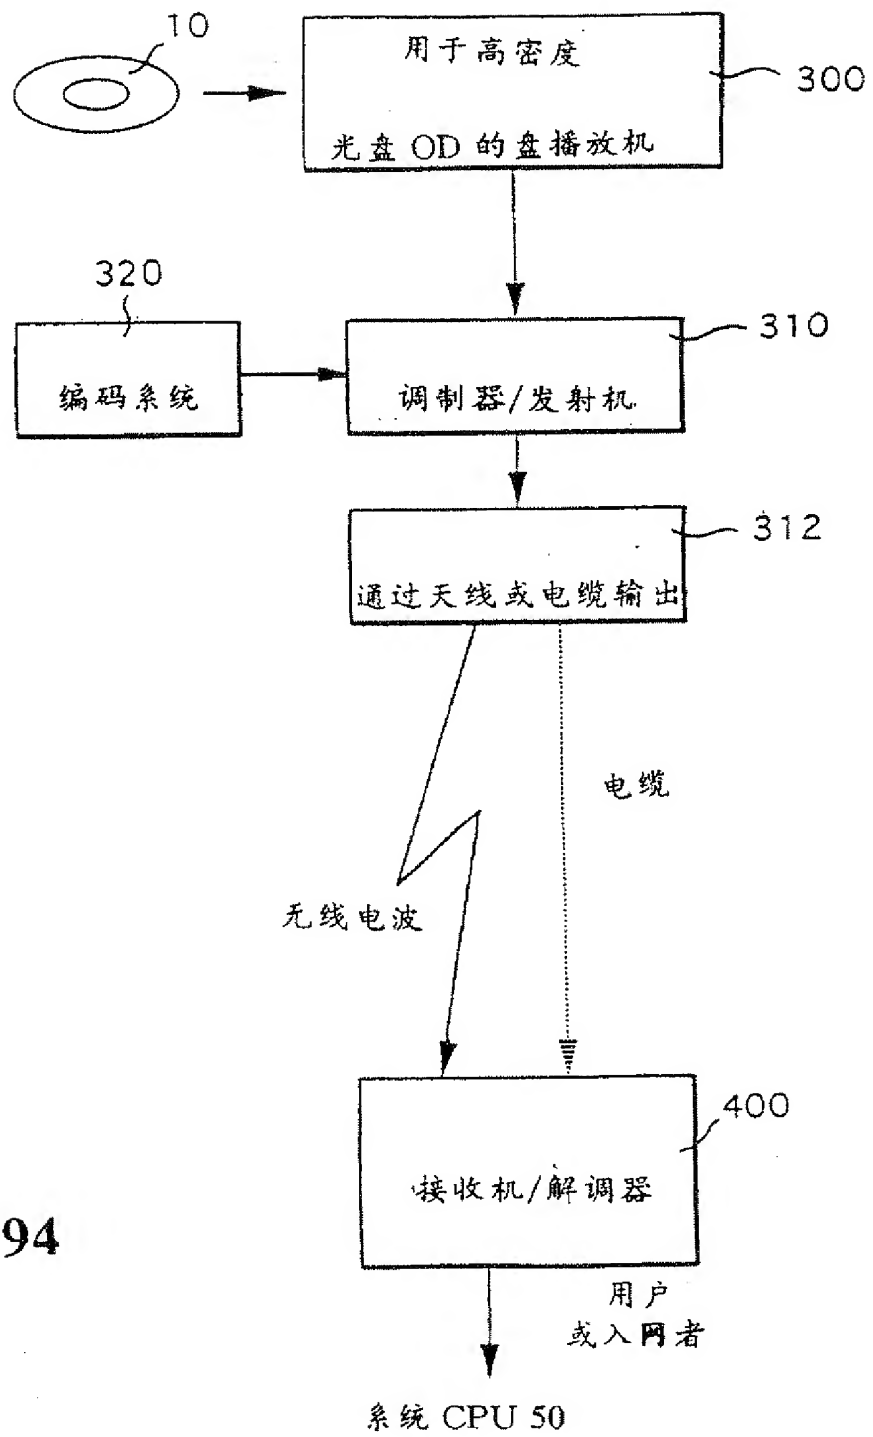 10
用于高密度
300
光盘OD的盘播放机
320
310
编码系统
调制器/发射机
312
通过天线或电缆输出
电缆
无线电波
400
接收机/解调器
94
用户
或入网者
系统 CPU 50